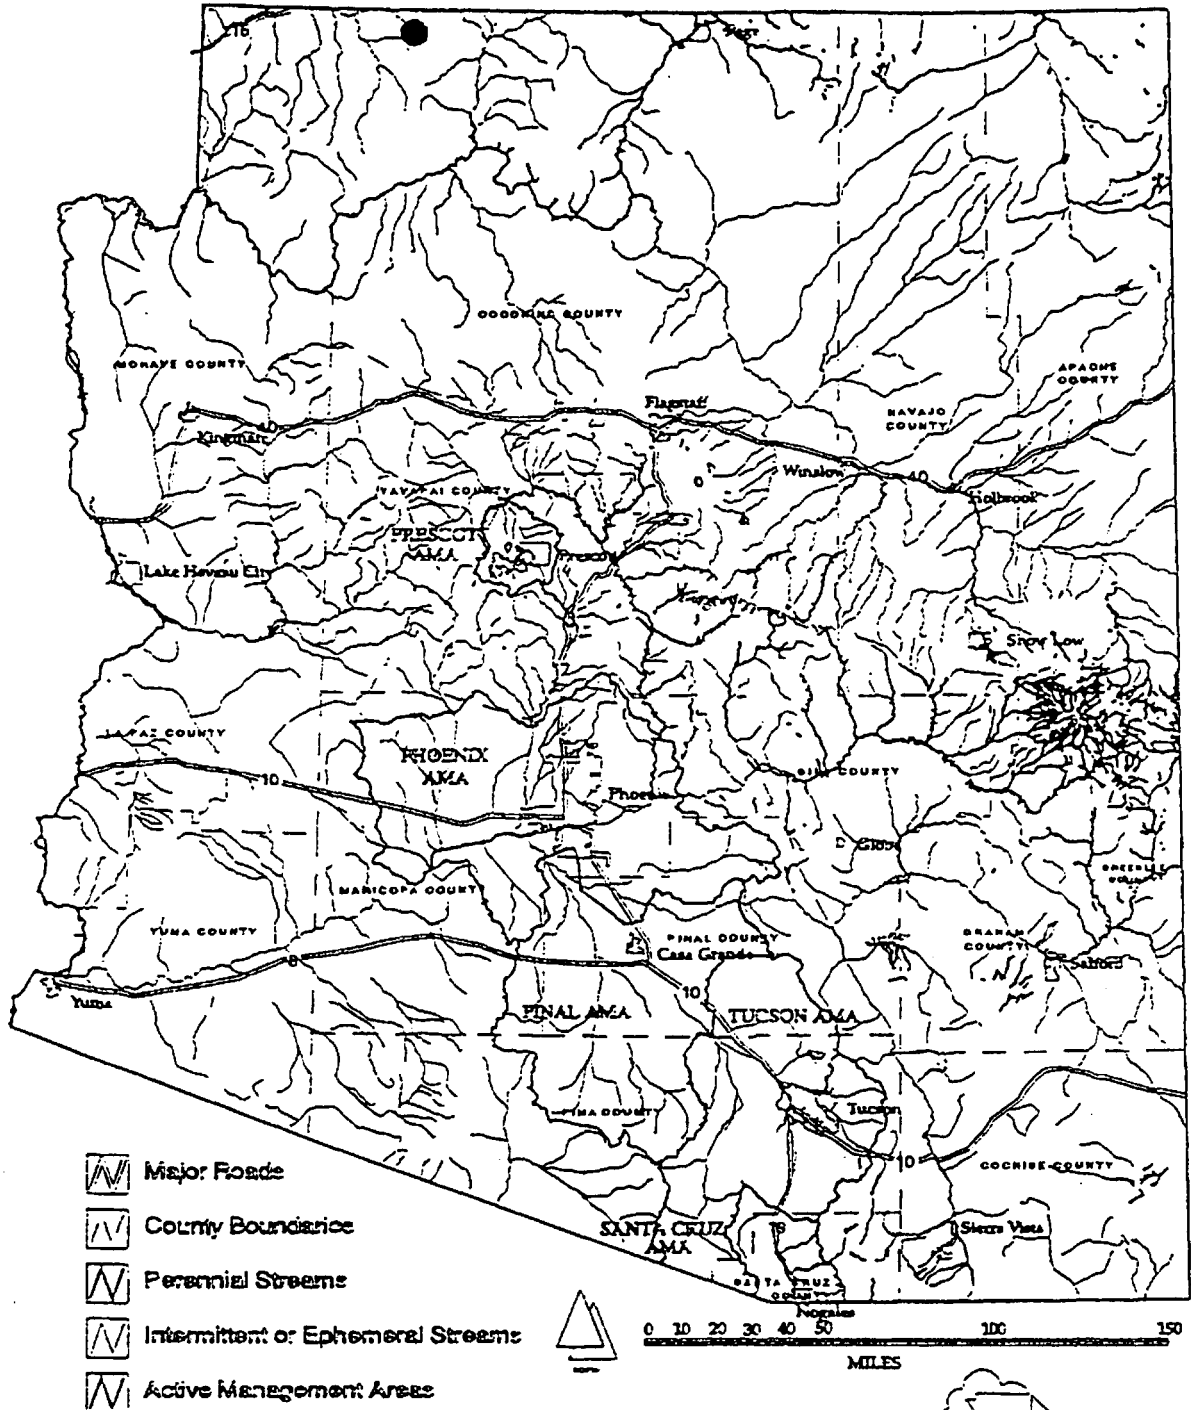 15
Page
COCONINO COUNTY
MOHAVE COUNTY
APACHE
COUNTY
Flagstaff
NAVAJO
COUNTY
Kingman
40
Winslow
40
Holbrook
YAVAPAI COUNTY
PRESCOTT
AMA
Prescott
Lake Havasu City
Show Low
LA PAZ COUNTY
PHOENIX
AMA
10
GILA COUNTY
Phoenix
Globe
GREENLEE
COUNTY
MARICOPA COUNTY
YUMA COUNTY
PINAL COUNTY
GRAHAM
COUNTY
8
Casa Grande
Safford
Yuma
10
PINAL AMA
TUCSON AMA
PIMA COUNTY
Tucson
10
COCHISE COUNTY
Major Roads
County Boundaries
SANTA CRUZ
AMA
19
Sierra Vista
Perennial Streams
SANTA CRUZ
COUNTY
Nogales
Intermittent or Ephemeral Streams
0 10 20 30 40 50 100 150
MILES
Active Management Areas